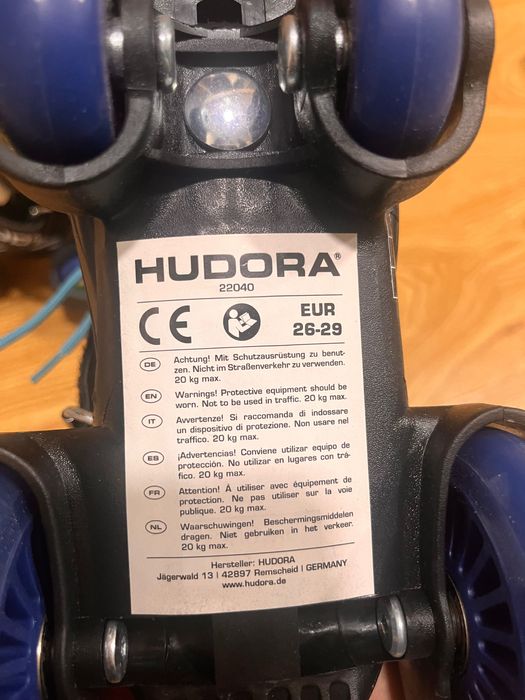 HUDORA®
22040
CE
EUR
26-29
DE
Achtung! Mit Schutzausrüstung zu benut-
zen. Nicht im Straßenverkehr zu verwenden.
20 kg max.
EN
Warnings! Protective equipment should be
worn. Not to be used in traffic. 20 kg max.
IT
Avvertenze! Si raccomanda di indossare
un dispositivo di protezione. Non usare nel
traffico. 20 kg max.
ES
¡Advertencias! Conviene utilizar equipo de
protección. No utilizar en lugares con trá-
fico. 20 kg max.
FR
Attention! À utiliser avec équipement de
protection. Ne pas utiliser sur la voie
publique. 20 kg max.
NL
Waarschuwingen! Beschermingsmiddelen
dragen. Niet gebruiken in het verkeer.
20 kg max.
Hersteller: HUDORA
Jägerwald 13 | 42897 Remscheid | GERMANY
www.hudora.de